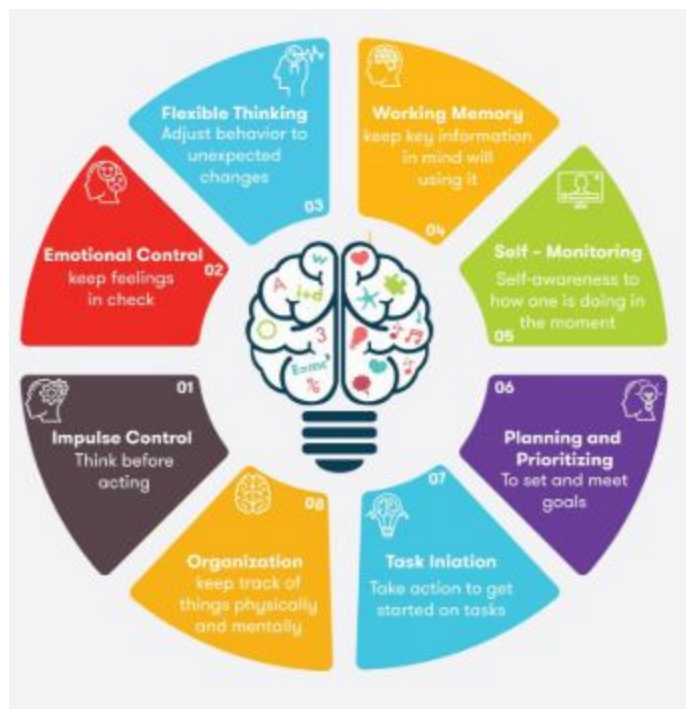 01
Impulse Control
Think before
acting
Emotional Control
02
keep feelings
in check
Flexible Thinking
Adjust behavior to
unexpected
changes
03
Working Memory
keep key information
in mind will
using it
04
Self - Monitoring
Self-awareness to
how one is doing in
the moment
05
06
Planning and
Prioritizing
To set and meet
goals
07
Task Iniation
Take action to get
started on tasks
08
Organization
keep track of
things physically
and mentally
W
A
i+d
3
E=mc²
%